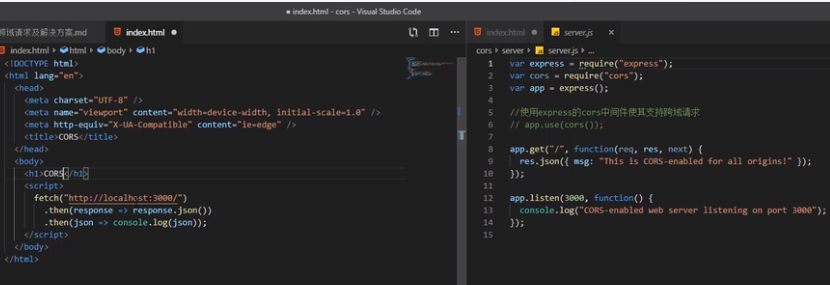 ● index.html - cors - Visual Studio Code
跨域请求及解决方案.md
index.html ●
index.html > html > body > h1
<!DOCTYPE html>
<html lang="en">
<head>
<meta charset="UTF-8" />
<meta name="viewport" content="width=device-width, initial-scale=1.0" />
<meta http-equiv="X-UA-Compatible" content="ie=edge" />
<title>CORS</title>
</head>
<body>
<h1>CORS</h1>
<script>
fetch("http://localhost:3000/")
.then(response => response.json())
.then(json => console.log(json));
</script>
</body>
</html>
index.html ●
server.js ×
cors > server > server.js > ...
1 var express = require("express");
2 var cors = require("cors");
3 var app = express();
4
5 //使用express的cors中间件使其支持跨域请求
6 // app.use(cors());
7
8 app.get("/", function(req, res, next) {
9 res.json({ msg: "This is CORS-enabled for all origins!" });
10 });
11
12 app.listen(3000, function() {
13 console.log("CORS-enabled web server listening on port 3000");
14 });
15